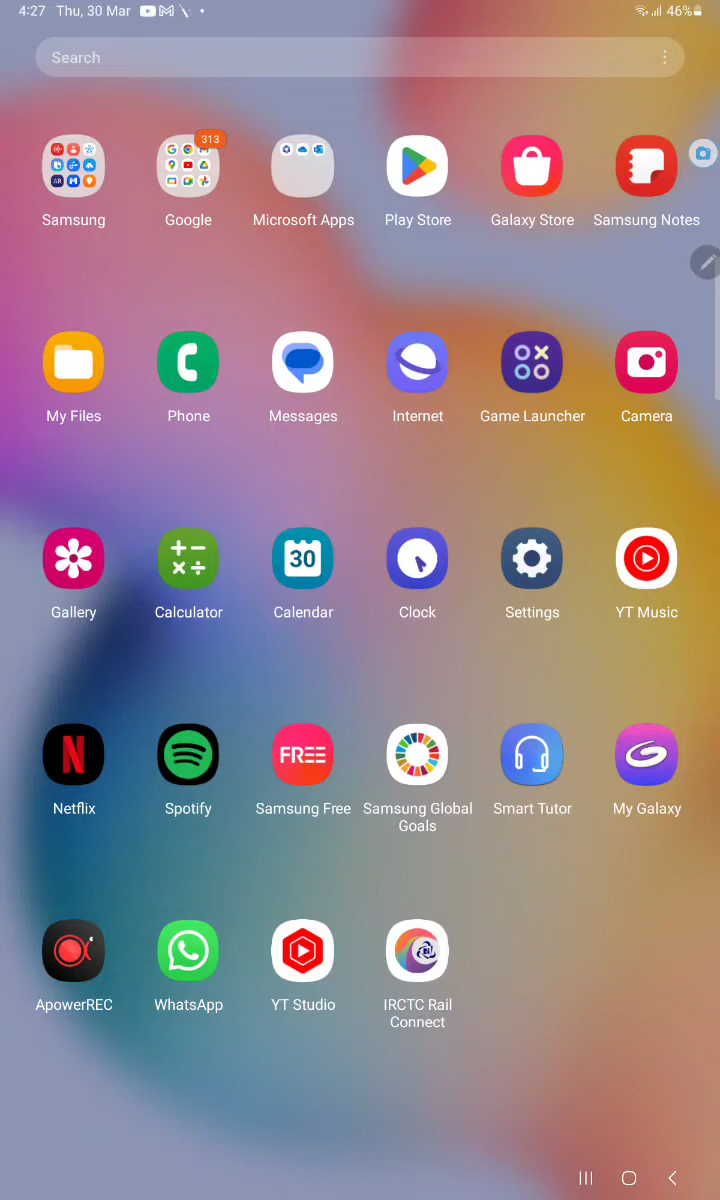 4:27 Thu, 30 Mar 46%
Search
313
Samsung Google Microsoft Apps Play Store Galaxy Store Samsung Notes
My Files Phone Messages Internet Game Launcher Camera
30
Gallery Calculator Calendar Clock Settings YT Music
N FREE
Netflix Spotify Samsung Free Samsung Global Goals Smart Tutor My Galaxy
ApowerREC WhatsApp YT Studio IRCTC Rail Connect